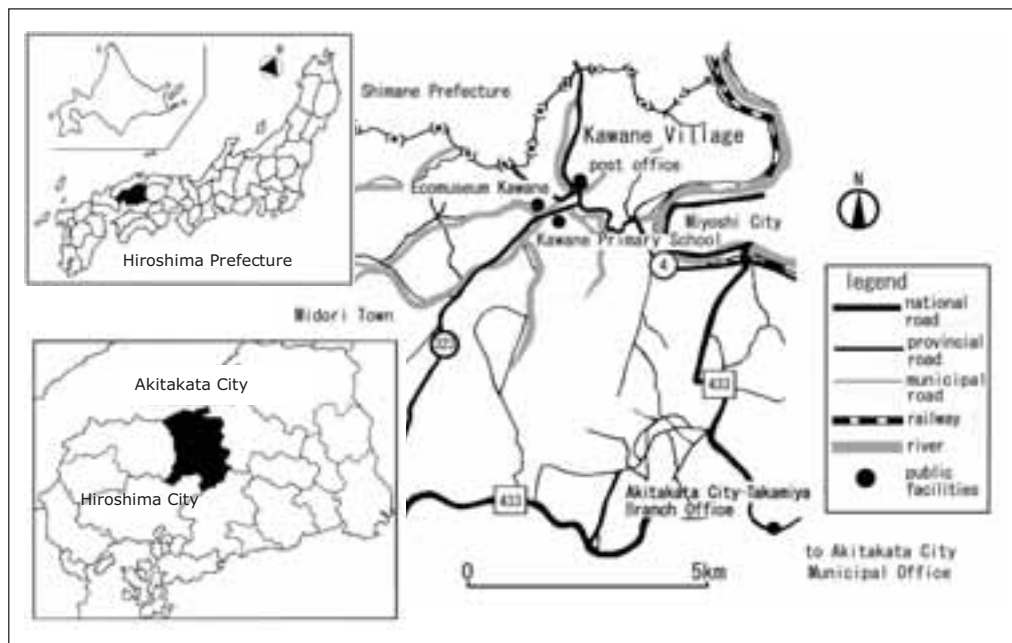 Hiroshima Prefecture
Akitakata City
Hiroshima City
Shimane Prefecture
Kawane Village
post office
Ecomuseum Kawane
Kawane Primary School
Miyoshi City
4
Midori Town
433
433
Akitakata City-Takamiya
Branch Office
to Akitakata City
Municipal Office
0
5km
N
legend
national
road
provincial
road
municipal
road
railway
river
public
facilities